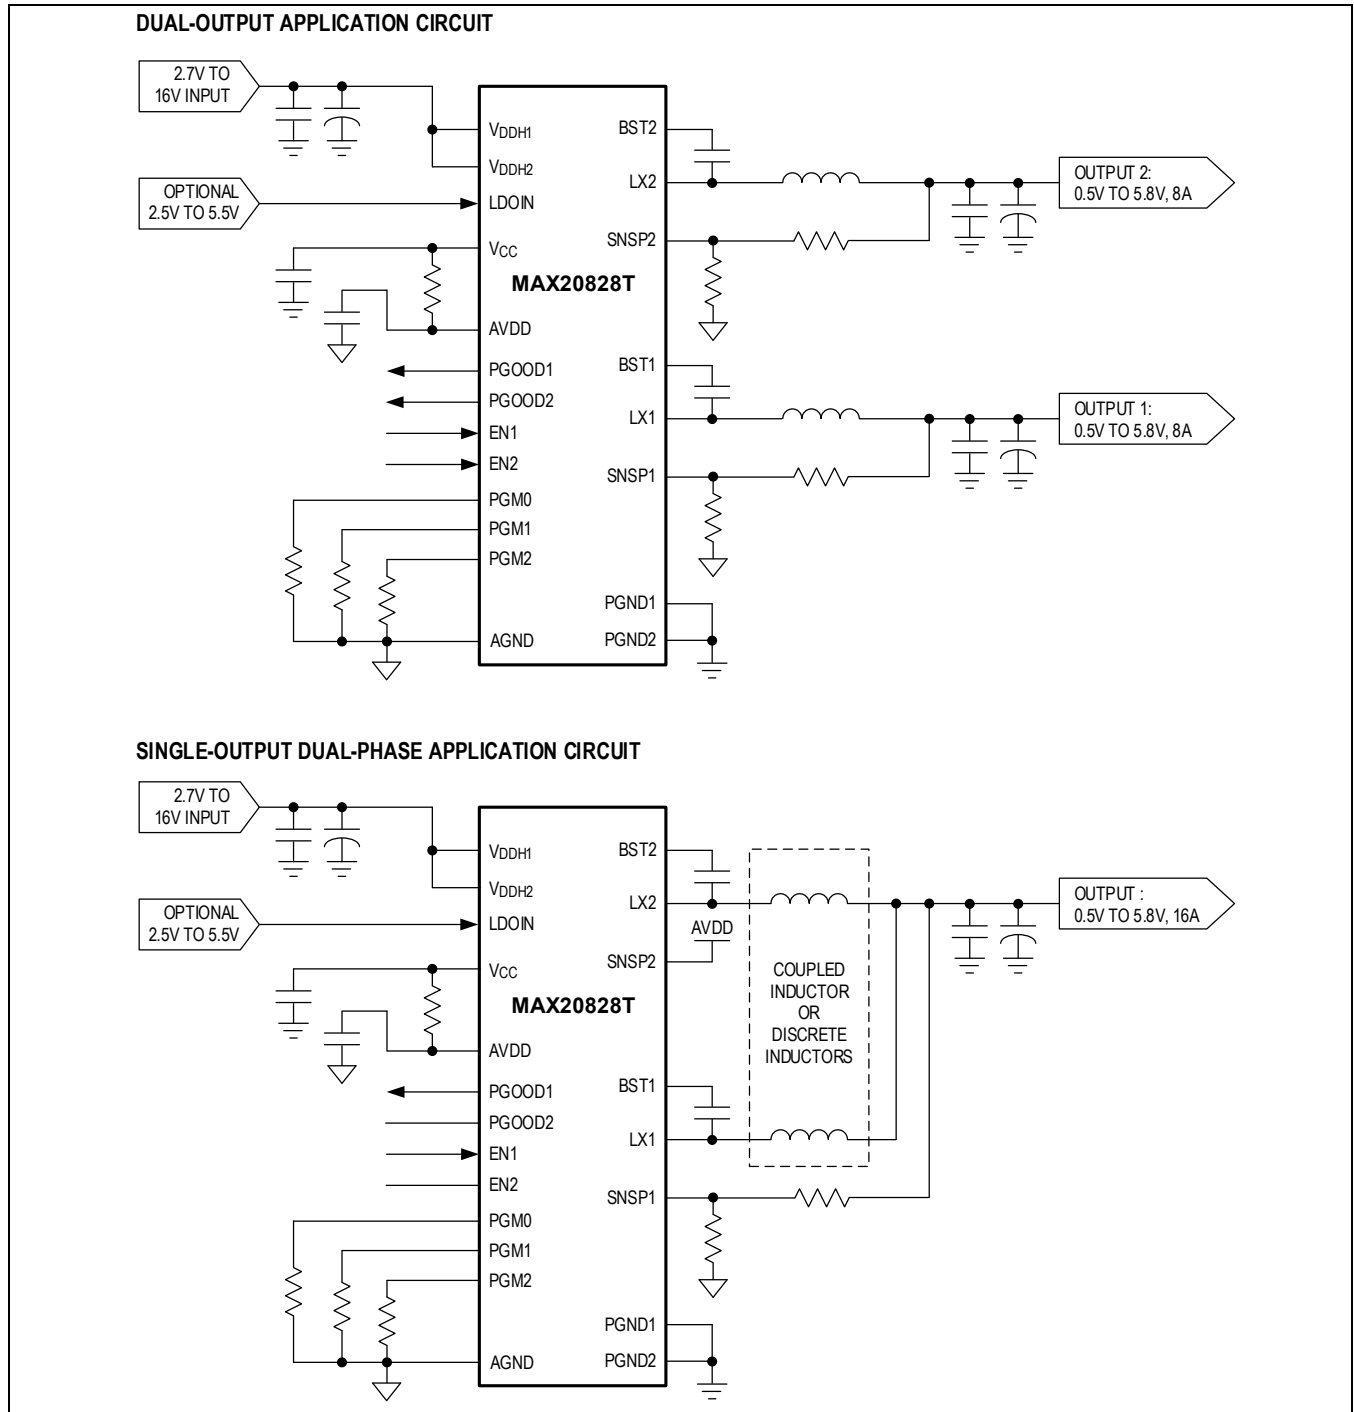 DUAL-OUTPUT APPLICATION CIRCUIT
2.7V TO
16V INPUT
OPTIONAL
2.5V TO 5.5V
VDDH1
VDDH2
LDOIN
VCC
MAX20828T
AVDD
PGOOD1
PGOOD2
EN1
EN2
PGM0
PGM1
PGM2
AGND
BST2
LX2
SNSP2
BST1
LX1
SNSP1
PGND1
PGND2
OUTPUT 2:
0.5V TO 5.8V, 8A
OUTPUT 1:
0.5V TO 5.8V, 8A
SINGLE-OUTPUT DUAL-PHASE APPLICATION CIRCUIT
2.7V TO
16V INPUT
OPTIONAL
2.5V TO 5.5V
VDDH1
VDDH2
LDOIN
VCC
MAX20828T
AVDD
PGOOD1
PGOOD2
EN1
EN2
PGM0
PGM1
PGM2
AGND
BST2
LX2
AVDD
SNSP2
BST1
LX1
SNSP1
PGND1
PGND2
COUPLED
INDUCTOR
OR
DISCRETE
INDUCTORS
OUTPUT :
0.5V TO 5.8V, 16A